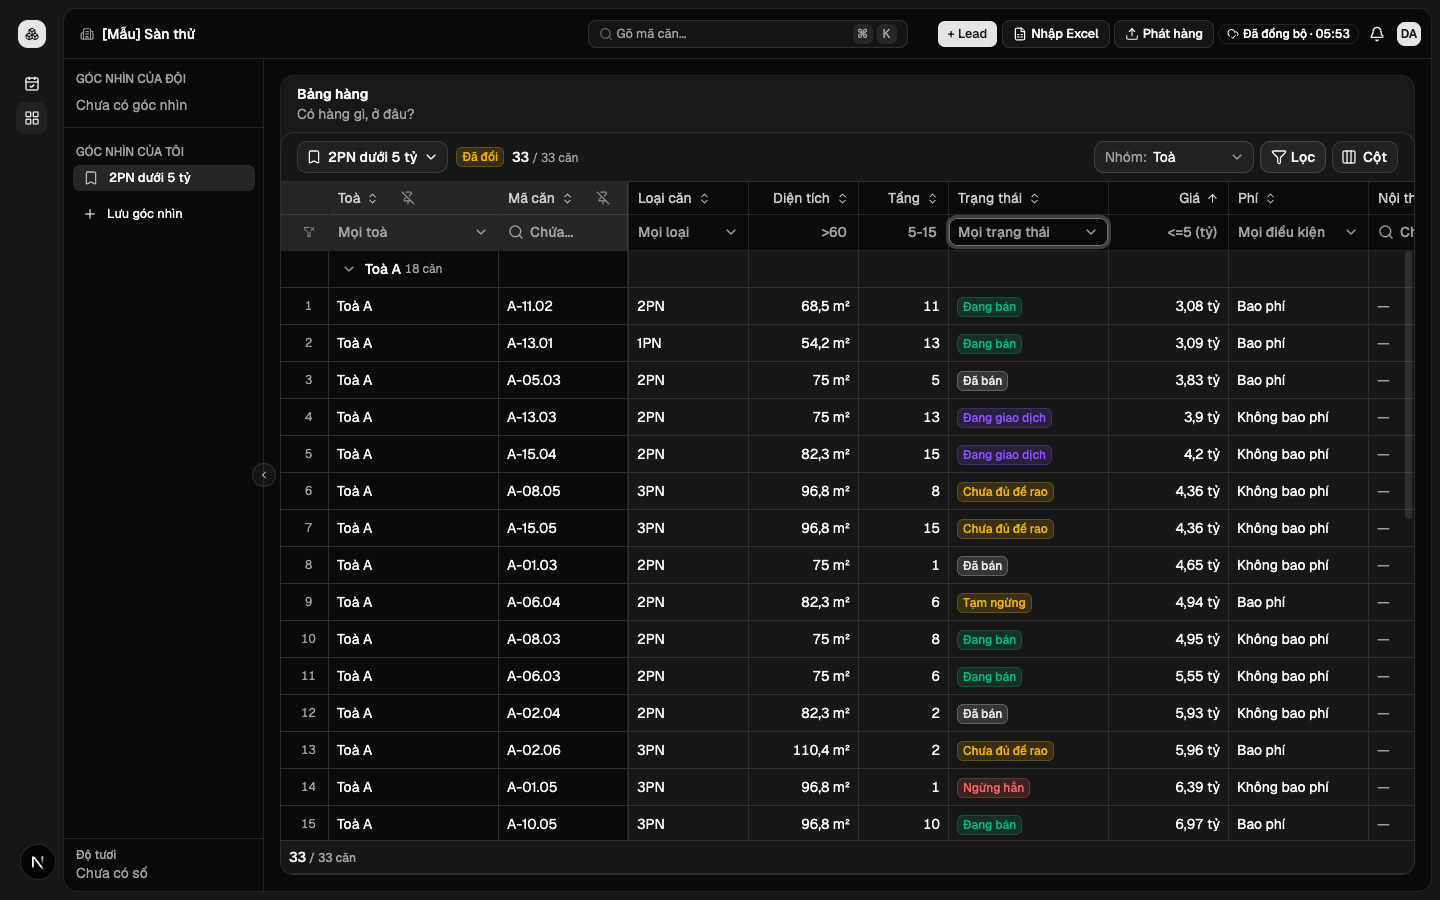 [Mẫu] Sàn thử
Gõ mã căn...
⌘ K
+ Lead
Nhập Excel
Phát hàng
Đã đồng bộ · 05:53
DA
GÓC NHÌN CỦA ĐỘI
Chưa có góc nhìn
GÓC NHÌN CỦA TÔI
2PN dưới 5 tỷ
Lưu góc nhìn
Độ tươi
Chưa có số
N
Bảng hàng
Có hàng gì, ở đâu?
2PN dưới 5 tỷ Đã đổi 33 / 33 căn Nhóm: Toà Lọc Cột
Toà Mã căn Loại căn Diện tích Tầng Trạng thái Giá Phí Nội th
Mọi toà Chứa... Mọi loại >60 5-15 Mọi trạng thái <=5 (tỷ) Mọi điều kiện Ch
Toà A 18 căn
1 Toà A A-11.02 2PN 68,5 m² 11 Đang bán 3,08 tỷ Bao phí —
2 Toà A A-13.01 1PN 54,2 m² 13 Đang bán 3,09 tỷ Bao phí —
3 Toà A A-05.03 2PN 75 m² 5 Đã bán 3,83 tỷ Bao phí —
4 Toà A A-13.03 2PN 75 m² 13 Đang giao dịch 3,9 tỷ Không bao phí —
5 Toà A A-15.04 2PN 82,3 m² 15 Đang giao dịch 4,2 tỷ Không bao phí —
6 Toà A A-08.05 3PN 96,8 m² 8 Chưa đủ để rao 4,36 tỷ Không bao phí —
7 Toà A A-15.05 3PN 96,8 m² 15 Chưa đủ để rao 4,36 tỷ Không bao phí —
8 Toà A A-01.03 2PN 75 m² 1 Đã bán 4,65 tỷ Không bao phí —
9 Toà A A-06.04 2PN 82,3 m² 6 Tạm ngừng 4,94 tỷ Bao phí —
10 Toà A A-08.03 2PN 75 m² 8 Đang bán 4,95 tỷ Không bao phí —
11 Toà A A-06.03 2PN 75 m² 6 Đang bán 5,55 tỷ Không bao phí —
12 Toà A A-02.04 2PN 82,3 m² 2 Đã bán 5,93 tỷ Không bao phí —
13 Toà A A-02.06 3PN 110,4 m² 2 Chưa đủ để rao 5,96 tỷ Bao phí —
14 Toà A A-01.05 3PN 96,8 m² 1 Ngừng hẳn 6,39 tỷ Không bao phí —
15 Toà A A-10.05 3PN 96,8 m² 10 Đang bán 6,97 tỷ Bao phí —
33 / 33 căn